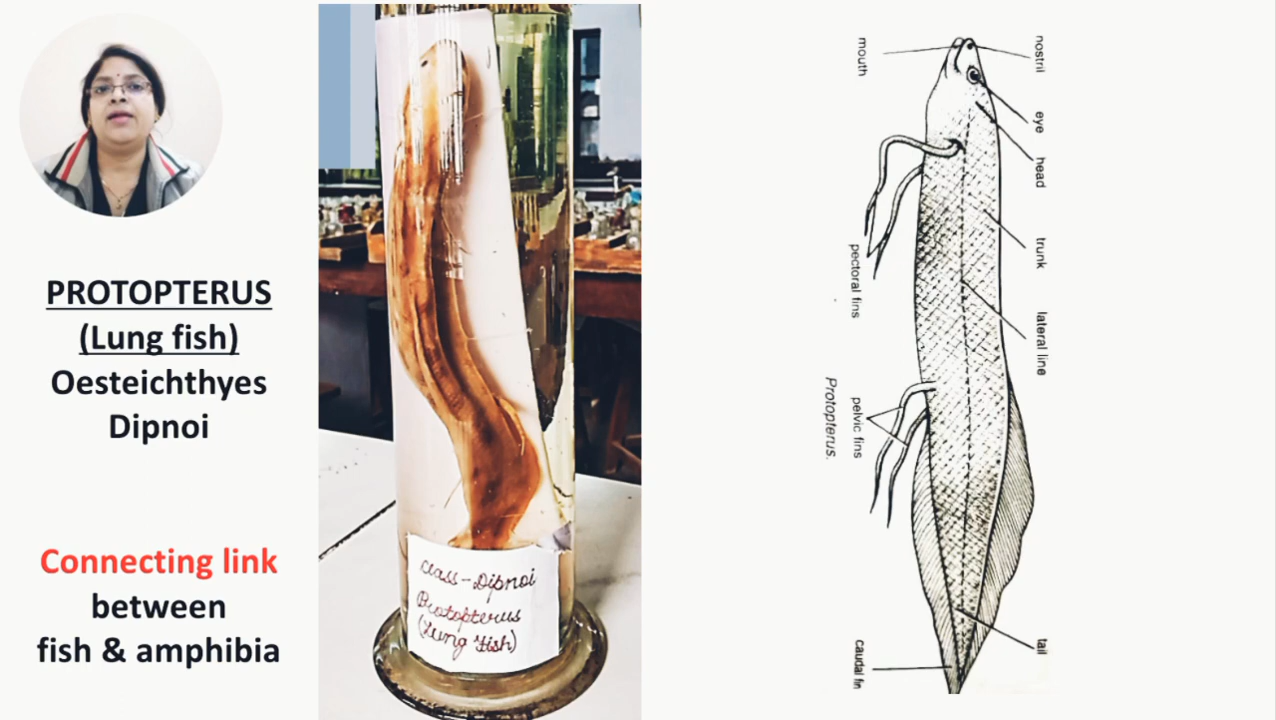 PROTOPTERUS
(Lung fish)
Oesteichthyes
Dipnoi
Connecting link
between
fish & amphibia
class-Dipnoi
Protopterus
(Lung Fish)
mouth
nostril
eye
head
pectoral fins
trunk
lateral line
pelvic fins
Protopterus.
tail
caudal fin